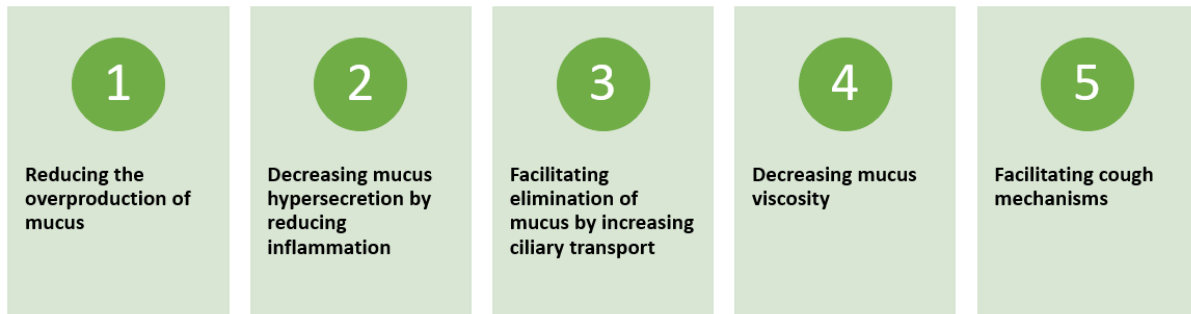 1
Reducing the
overproduction of
mucus
2
Decreasing mucus
hypersecretion by
reducing
inflammation
3
Facilitating
elimination of
mucus by increasing
ciliary transport
4
Decreasing mucus
viscosity
5
Facilitating cough
mechanisms